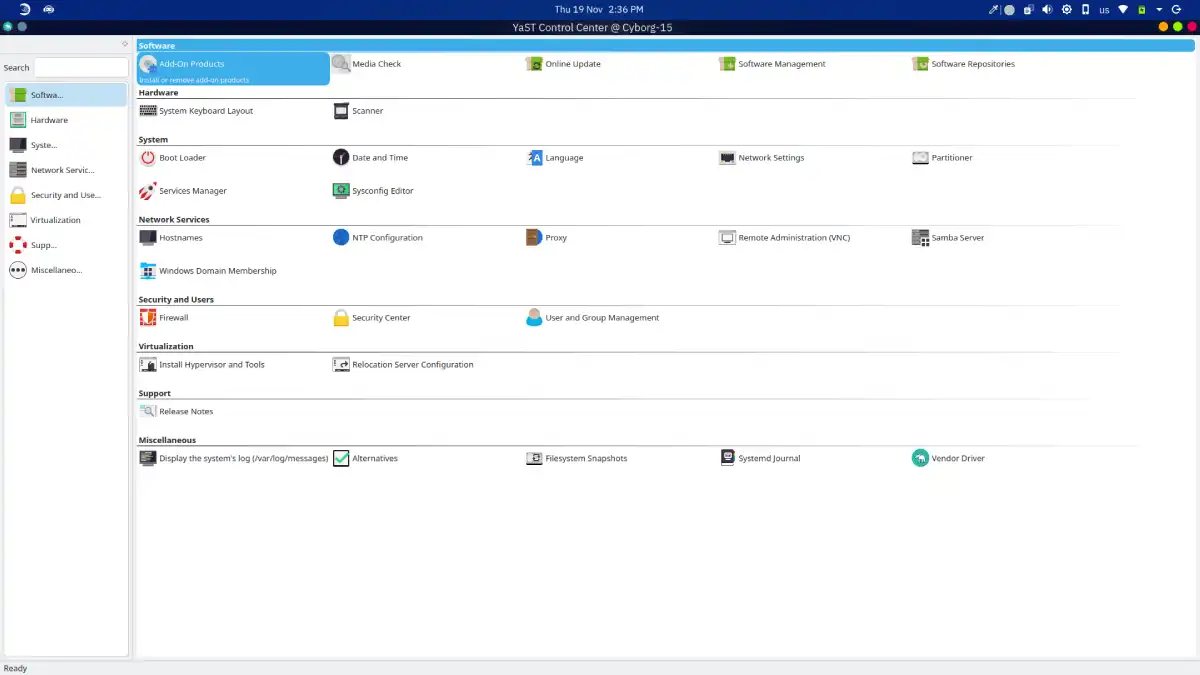 Thu 19 Nov 2:36 PM
us
YaST Control Center @ Cyborg-15
Search
Softwa...
Hardware
Syste...
Network Servic...
Security and Use...
Virtualization
Supp...
Miscellaneo...
Software
Add-On Products
Install or remove add-on products
Media Check
Online Update
Software Management
Software Repositories
Hardware
System Keyboard Layout
Scanner
System
Boot Loader
Date and Time
Language
Network Settings
Partitioner
Services Manager
Sysconfig Editor
Network Services
Hostnames
NTP Configuration
Proxy
Remote Administration (VNC)
Samba Server
Windows Domain Membership
Security and Users
Firewall
Security Center
User and Group Management
Virtualization
Install Hypervisor and Tools
Relocation Server Configuration
Support
Release Notes
Miscellaneous
Display the system's log (/var/log/messages)
Alternatives
Filesystem Snapshots
Systemd Journal
Vendor Driver
Ready